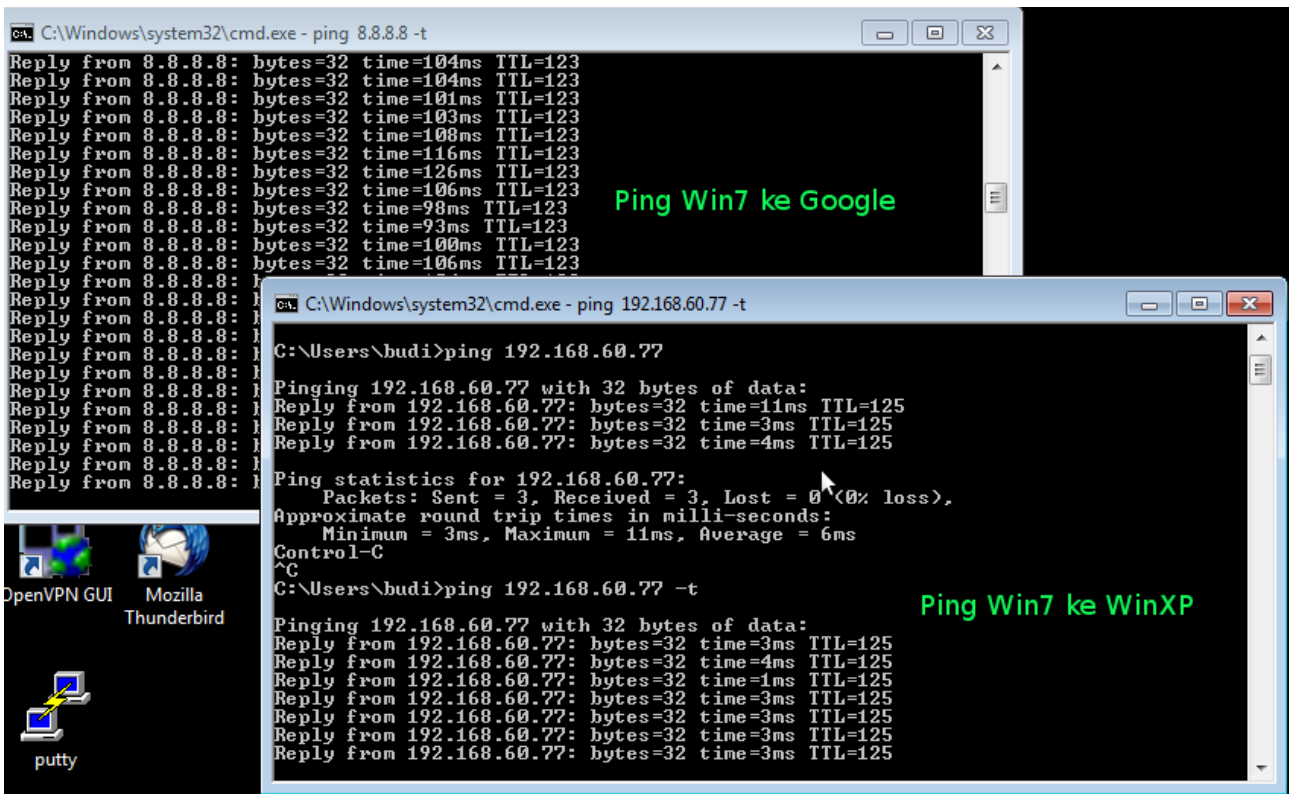 C:\Windows\system32\cmd.exe - ping 8.8.8.8 -t
Reply from 8.8.8.8: bytes=32 time=104ms TTL=123
Reply from 8.8.8.8: bytes=32 time=104ms TTL=123
Reply from 8.8.8.8: bytes=32 time=101ms TTL=123
Reply from 8.8.8.8: bytes=32 time=103ms TTL=123
Reply from 8.8.8.8: bytes=32 time=108ms TTL=123
Reply from 8.8.8.8: bytes=32 time=116ms TTL=123
Reply from 8.8.8.8: bytes=32 time=126ms TTL=123
Reply from 8.8.8.8: bytes=32 time=106ms TTL=123
Reply from 8.8.8.8: bytes=32 time=98ms TTL=123
Reply from 8.8.8.8: bytes=32 time=93ms TTL=123
Reply from 8.8.8.8: bytes=32 time=100ms TTL=123
Reply from 8.8.8.8: bytes=32 time=106ms TTL=123
Reply from 8.8.8.8:
Reply from 8.8.8.8:
Reply from 8.8.8.8:
Reply from 8.8.8.8:
Reply from 8.8.8.8:
Reply from 8.8.8.8:
Reply from 8.8.8.8:
Reply from 8.8.8.8:
Reply from 8.8.8.8:
Reply from 8.8.8.8:
Reply from 8.8.8.8:
Reply from 8.8.8.8:
Ping Win7 ke Google
C:\Windows\system32\cmd.exe - ping 192.168.60.77 -t
C:\Users\budi>ping 192.168.60.77
Pinging 192.168.60.77 with 32 bytes of data:
Reply from 192.168.60.77: bytes=32 time=11ms TTL=125
Reply from 192.168.60.77: bytes=32 time=3ms TTL=125
Reply from 192.168.60.77: bytes=32 time=4ms TTL=125
Ping statistics for 192.168.60.77:
Packets: Sent = 3, Received = 3, Lost = 0 (0% loss),
Approximate round trip times in milli-seconds:
Minimum = 3ms, Maximum = 11ms, Average = 6ms
Control-C
^C
C:\Users\budi>ping 192.168.60.77 -t
Pinging 192.168.60.77 with 32 bytes of data:
Reply from 192.168.60.77: bytes=32 time=3ms TTL=125
Reply from 192.168.60.77: bytes=32 time=4ms TTL=125
Reply from 192.168.60.77: bytes=32 time=1ms TTL=125
Reply from 192.168.60.77: bytes=32 time=3ms TTL=125
Reply from 192.168.60.77: bytes=32 time=3ms TTL=125
Reply from 192.168.60.77: bytes=32 time=3ms TTL=125
Reply from 192.168.60.77: bytes=32 time=3ms TTL=125
Ping Win7 ke WinXP
OpenVPN GUI
Mozilla
Thunderbird
putty